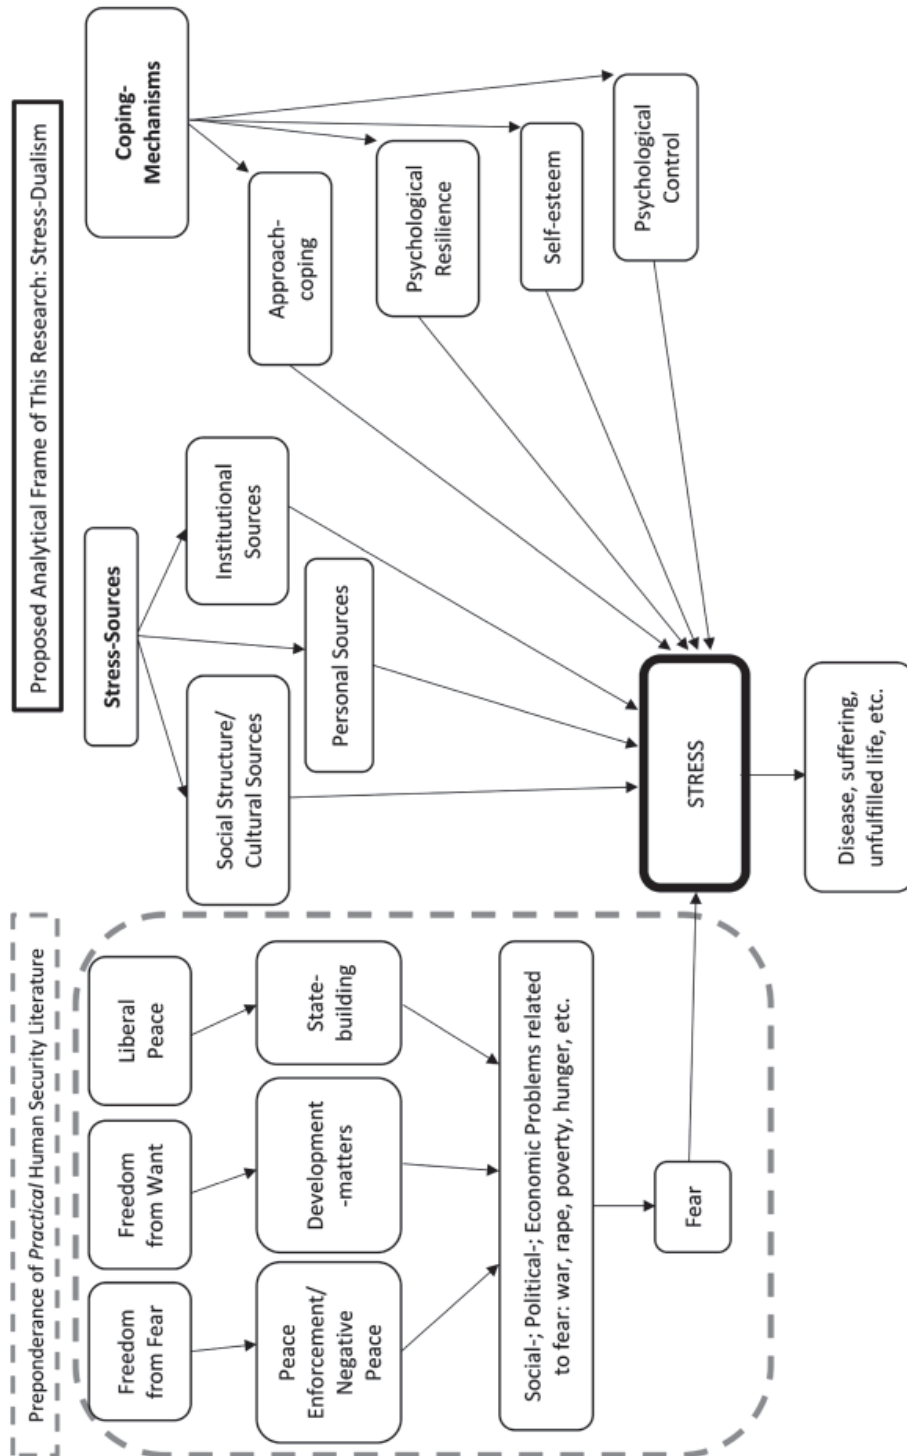 Preponderance of Practical Human Security Literature
Freedom
from Fear
Freedom
from Want
Liberal
Peace
Peace
Enforcement/
Negative
Peace
Development
-matters
State-
building
Social-; Political-; Economic Problems related
to fear: war, rape, poverty, hunger, etc.
Fear
Proposed Analytical Frame of This Research: Stress-Dualism
Stress-Sources
Social Structure/
Cultural Sources
Personal Sources
Institutional
Sources
Coping-
Mechanisms
Approach-
coping
Psychological
Resilience
Self-esteem
Psychological
Control
STRESS
Disease, suffering,
unfulfilled life, etc.